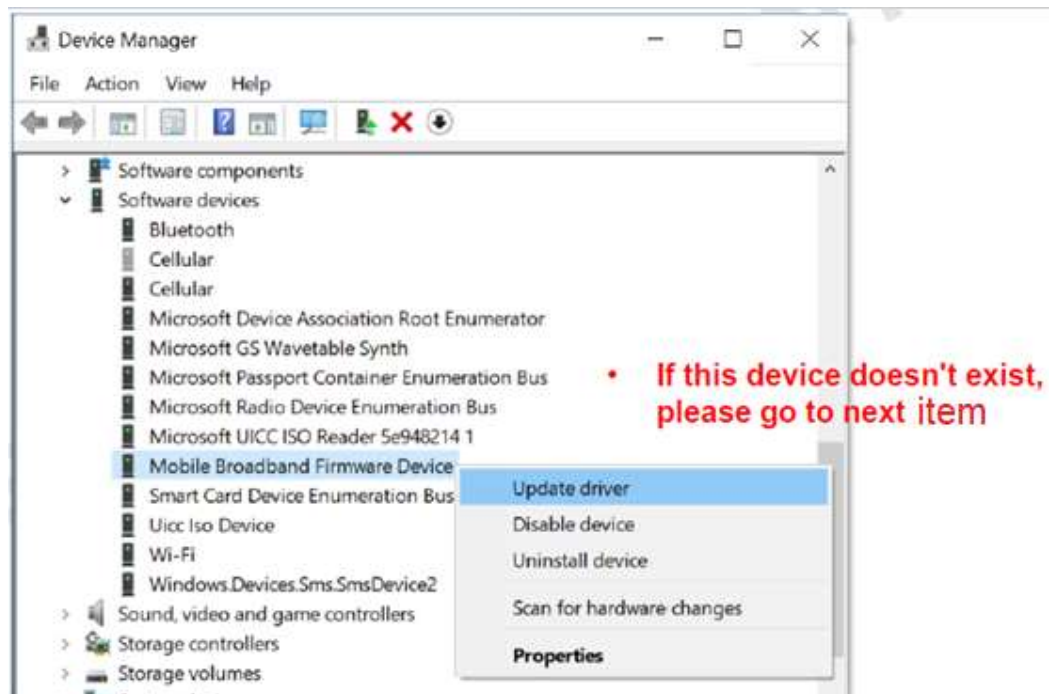 Device Manager
File Action View Help
Software components
Software devices
Bluetooth
Cellular
Cellular
Microsoft Device Association Root Enumerator
Microsoft GS Wavetable Synth
Microsoft Passport Container Enumeration Bus
Microsoft Radio Device Enumeration Bus
Microsoft UICC ISO Reader 5e948214 1
Mobile Broadband Firmware Device
Smart Card Device Enumeration Bus
Uicc Iso Device
Wi-Fi
Windows.Devices.Sms.SmsDevice2
Sound, video and game controllers
Storage controllers
Storage volumes
Update driver
Disable device
Uninstall device
Scan for hardware changes
Properties
• If this device doesn't exist,
please go to next item